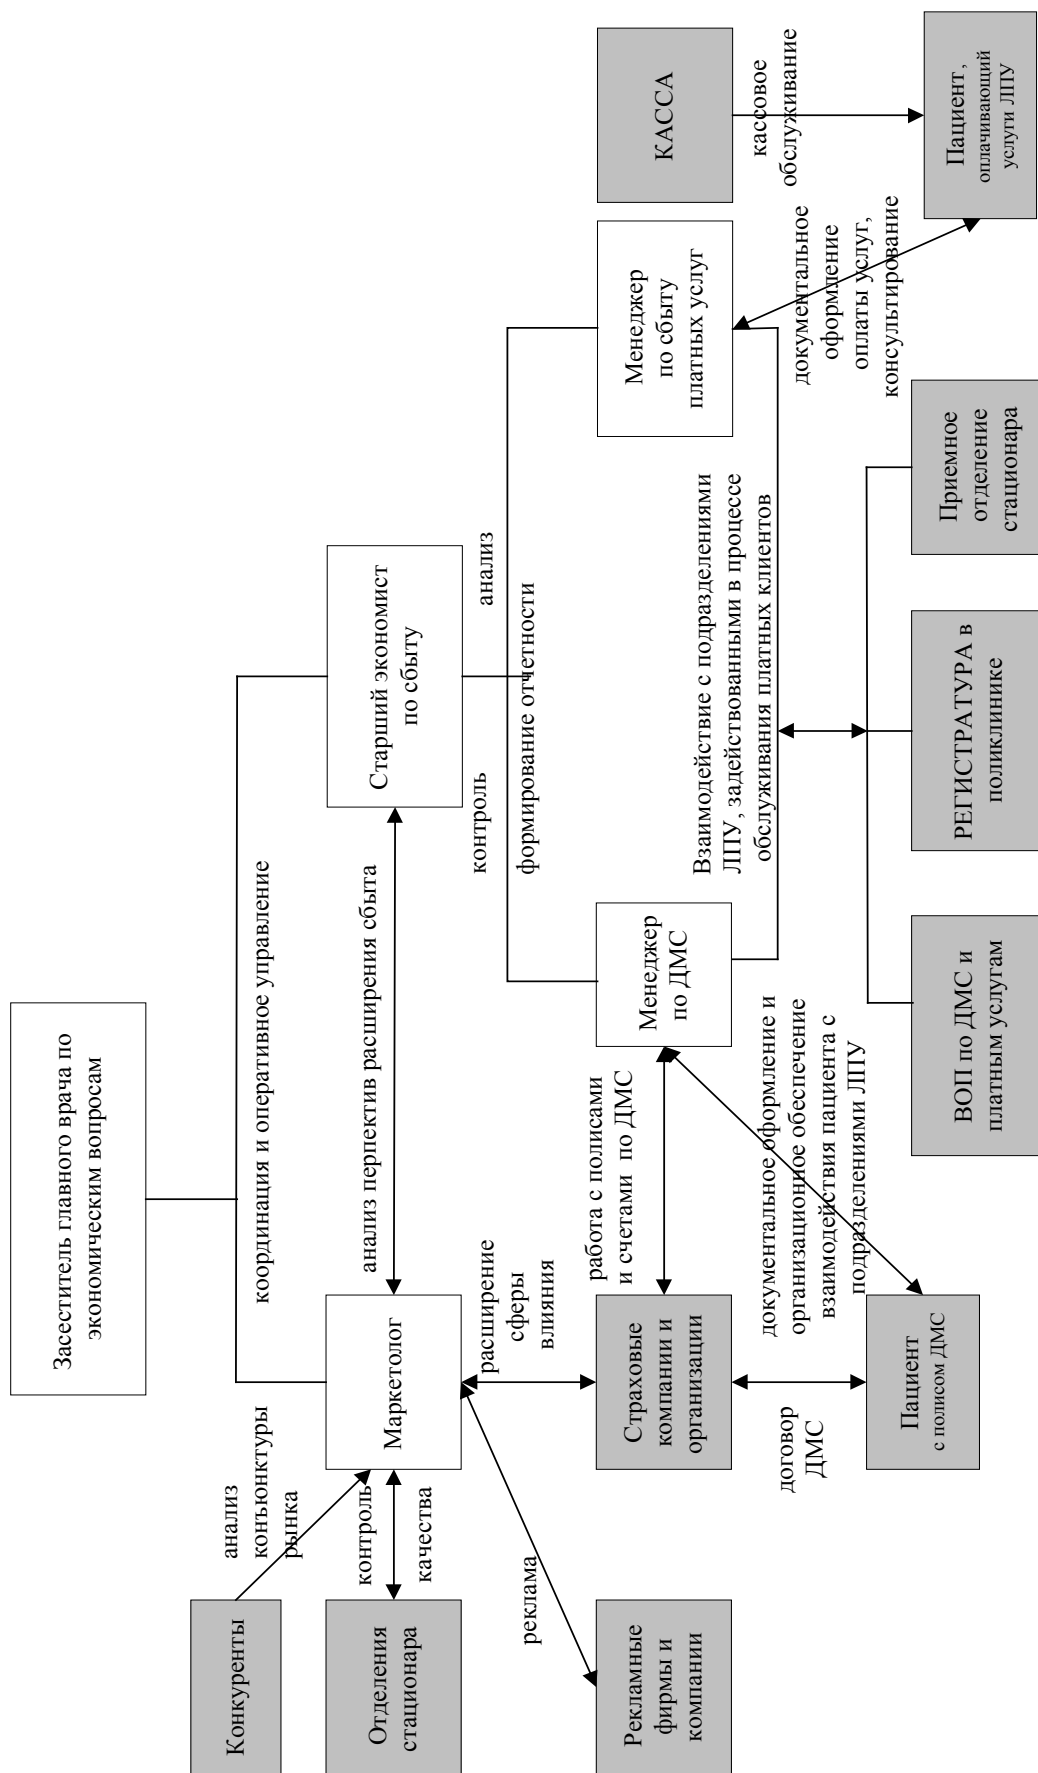 Засеститель главного врача по
экономическим вопросам
координация и оперативное управление
Конкуренты
анализ
конъюнктуры
рынка
Отделения
стационара
контроль
качества
Маркетолог
анализ перпектив расширения сбыта
Старший экономист
по сбыту
реклама
расширение
сферы
влияния
контроль
анализ
формирование отчетности
Рекламные
фирмы и
компании
Страховые
компании и
организации
работа с полисами
и счетами по ДМС
Менеджер
по ДМС
Менеджер
по сбыту
платных услуг
КАССА
Взаимодействие с подразделениями
ЛПУ, задействованными в процессе
обслуживания платных клиентов
договор
ДМС
документальное оформление и
организационное обеспечение
взаимодействия пациента с
подразделениями ЛПУ
документальное
оформление
оплаты услуг,
консультирование
кассовое
обслуживание
Пациент
с полисом ДМС
ВОП по ДМС и
платным услугам
РЕГИСТРАТУРА в
поликлинике
Приемное
отделение
стационара
Пациент ,
оплачивающий
услуги ЛПУ